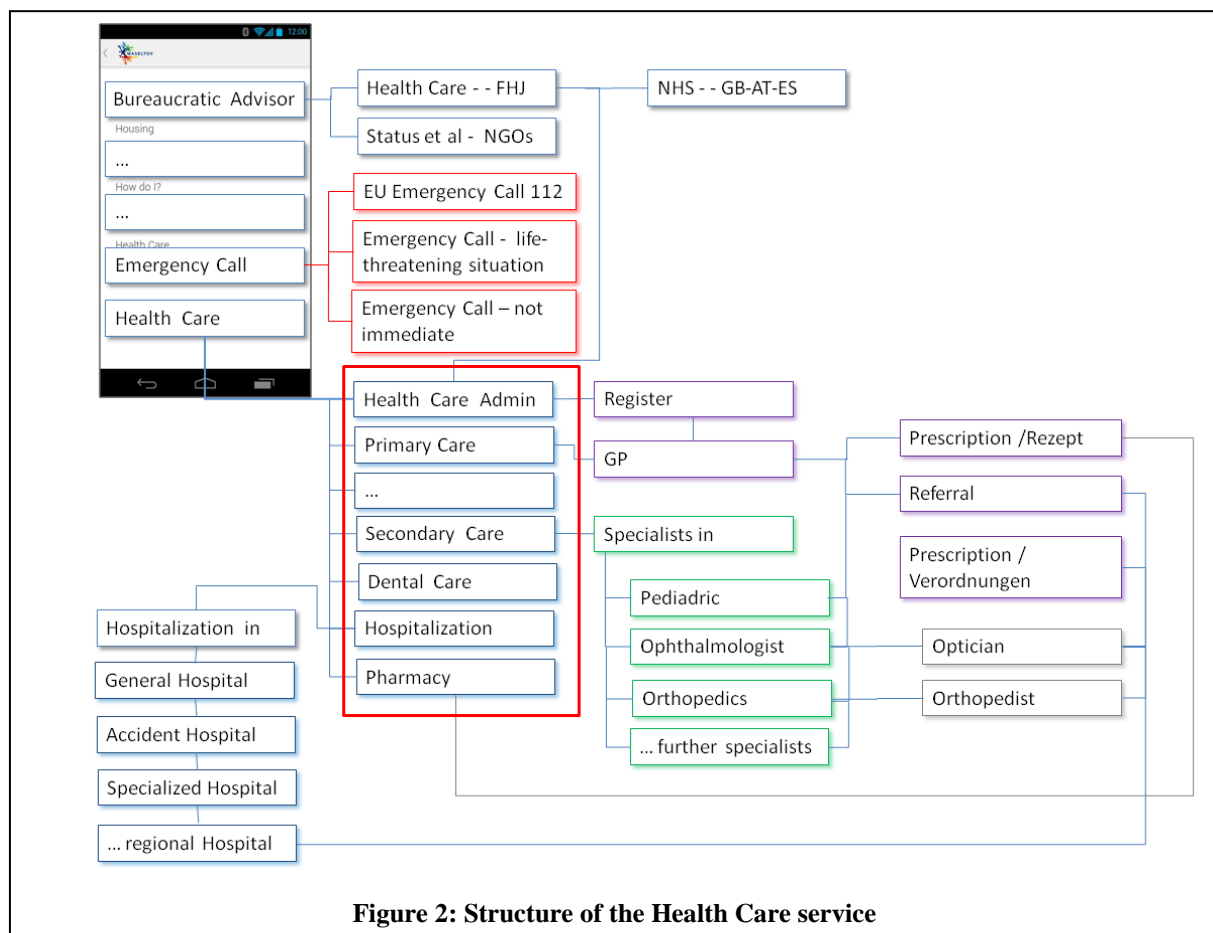 12:00
MASELTOV
Bureaucratic Advisor
Housing
...
How do I?
...
Health Care
Emergency Call
Health Care
Health Care - - FHJ
NHS - - GB-AT-ES
Status et al - NGOs
EU Emergency Call 112
Emergency Call - life-
threatening situation
Emergency Call – not
immediate
Health Care Admin
Primary Care
...
Secondary Care
Dental Care
Hospitalization
Pharmacy
Register
GP
Prescription /Rezept
Referral
Prescription /
Verordnungen
Specialists in
Pediadric
Ophthalmologist
Orthopedics
... further specialists
Optician
Orthopedist
Hospitalization in
General Hospital
Accident Hospital
Specialized Hospital
... regional Hospital
Figure 2: Structure of the Health Care service